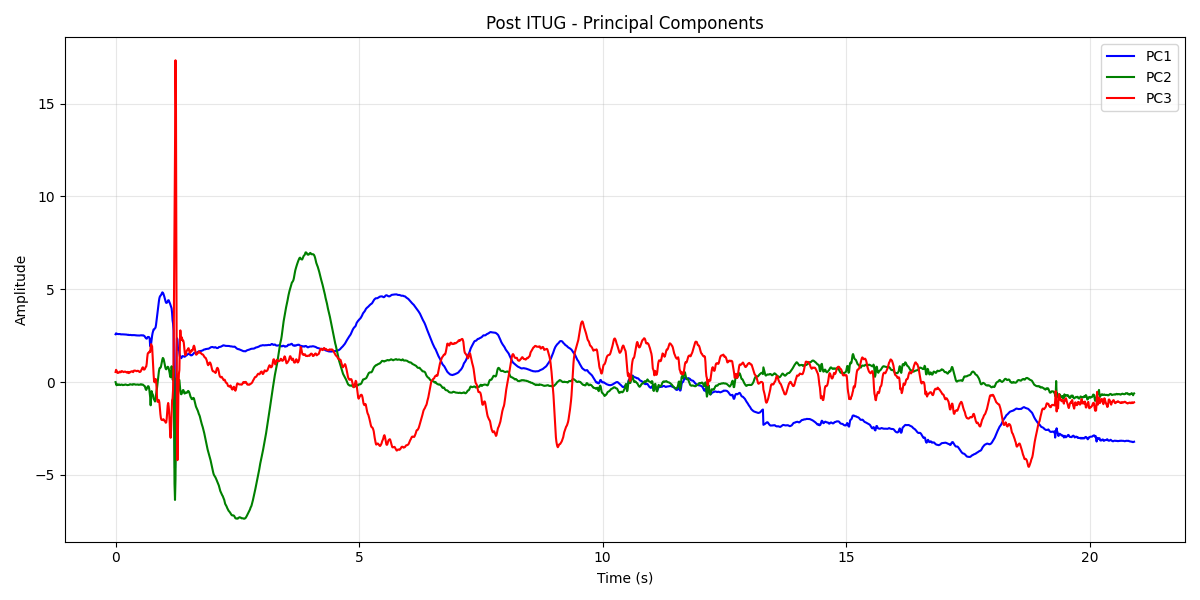 Post ITUG - Principal Components
PC1
PC2
PC3
Amplitude
15
10
5
0
−5
0
5
10
15
20
Time (s)